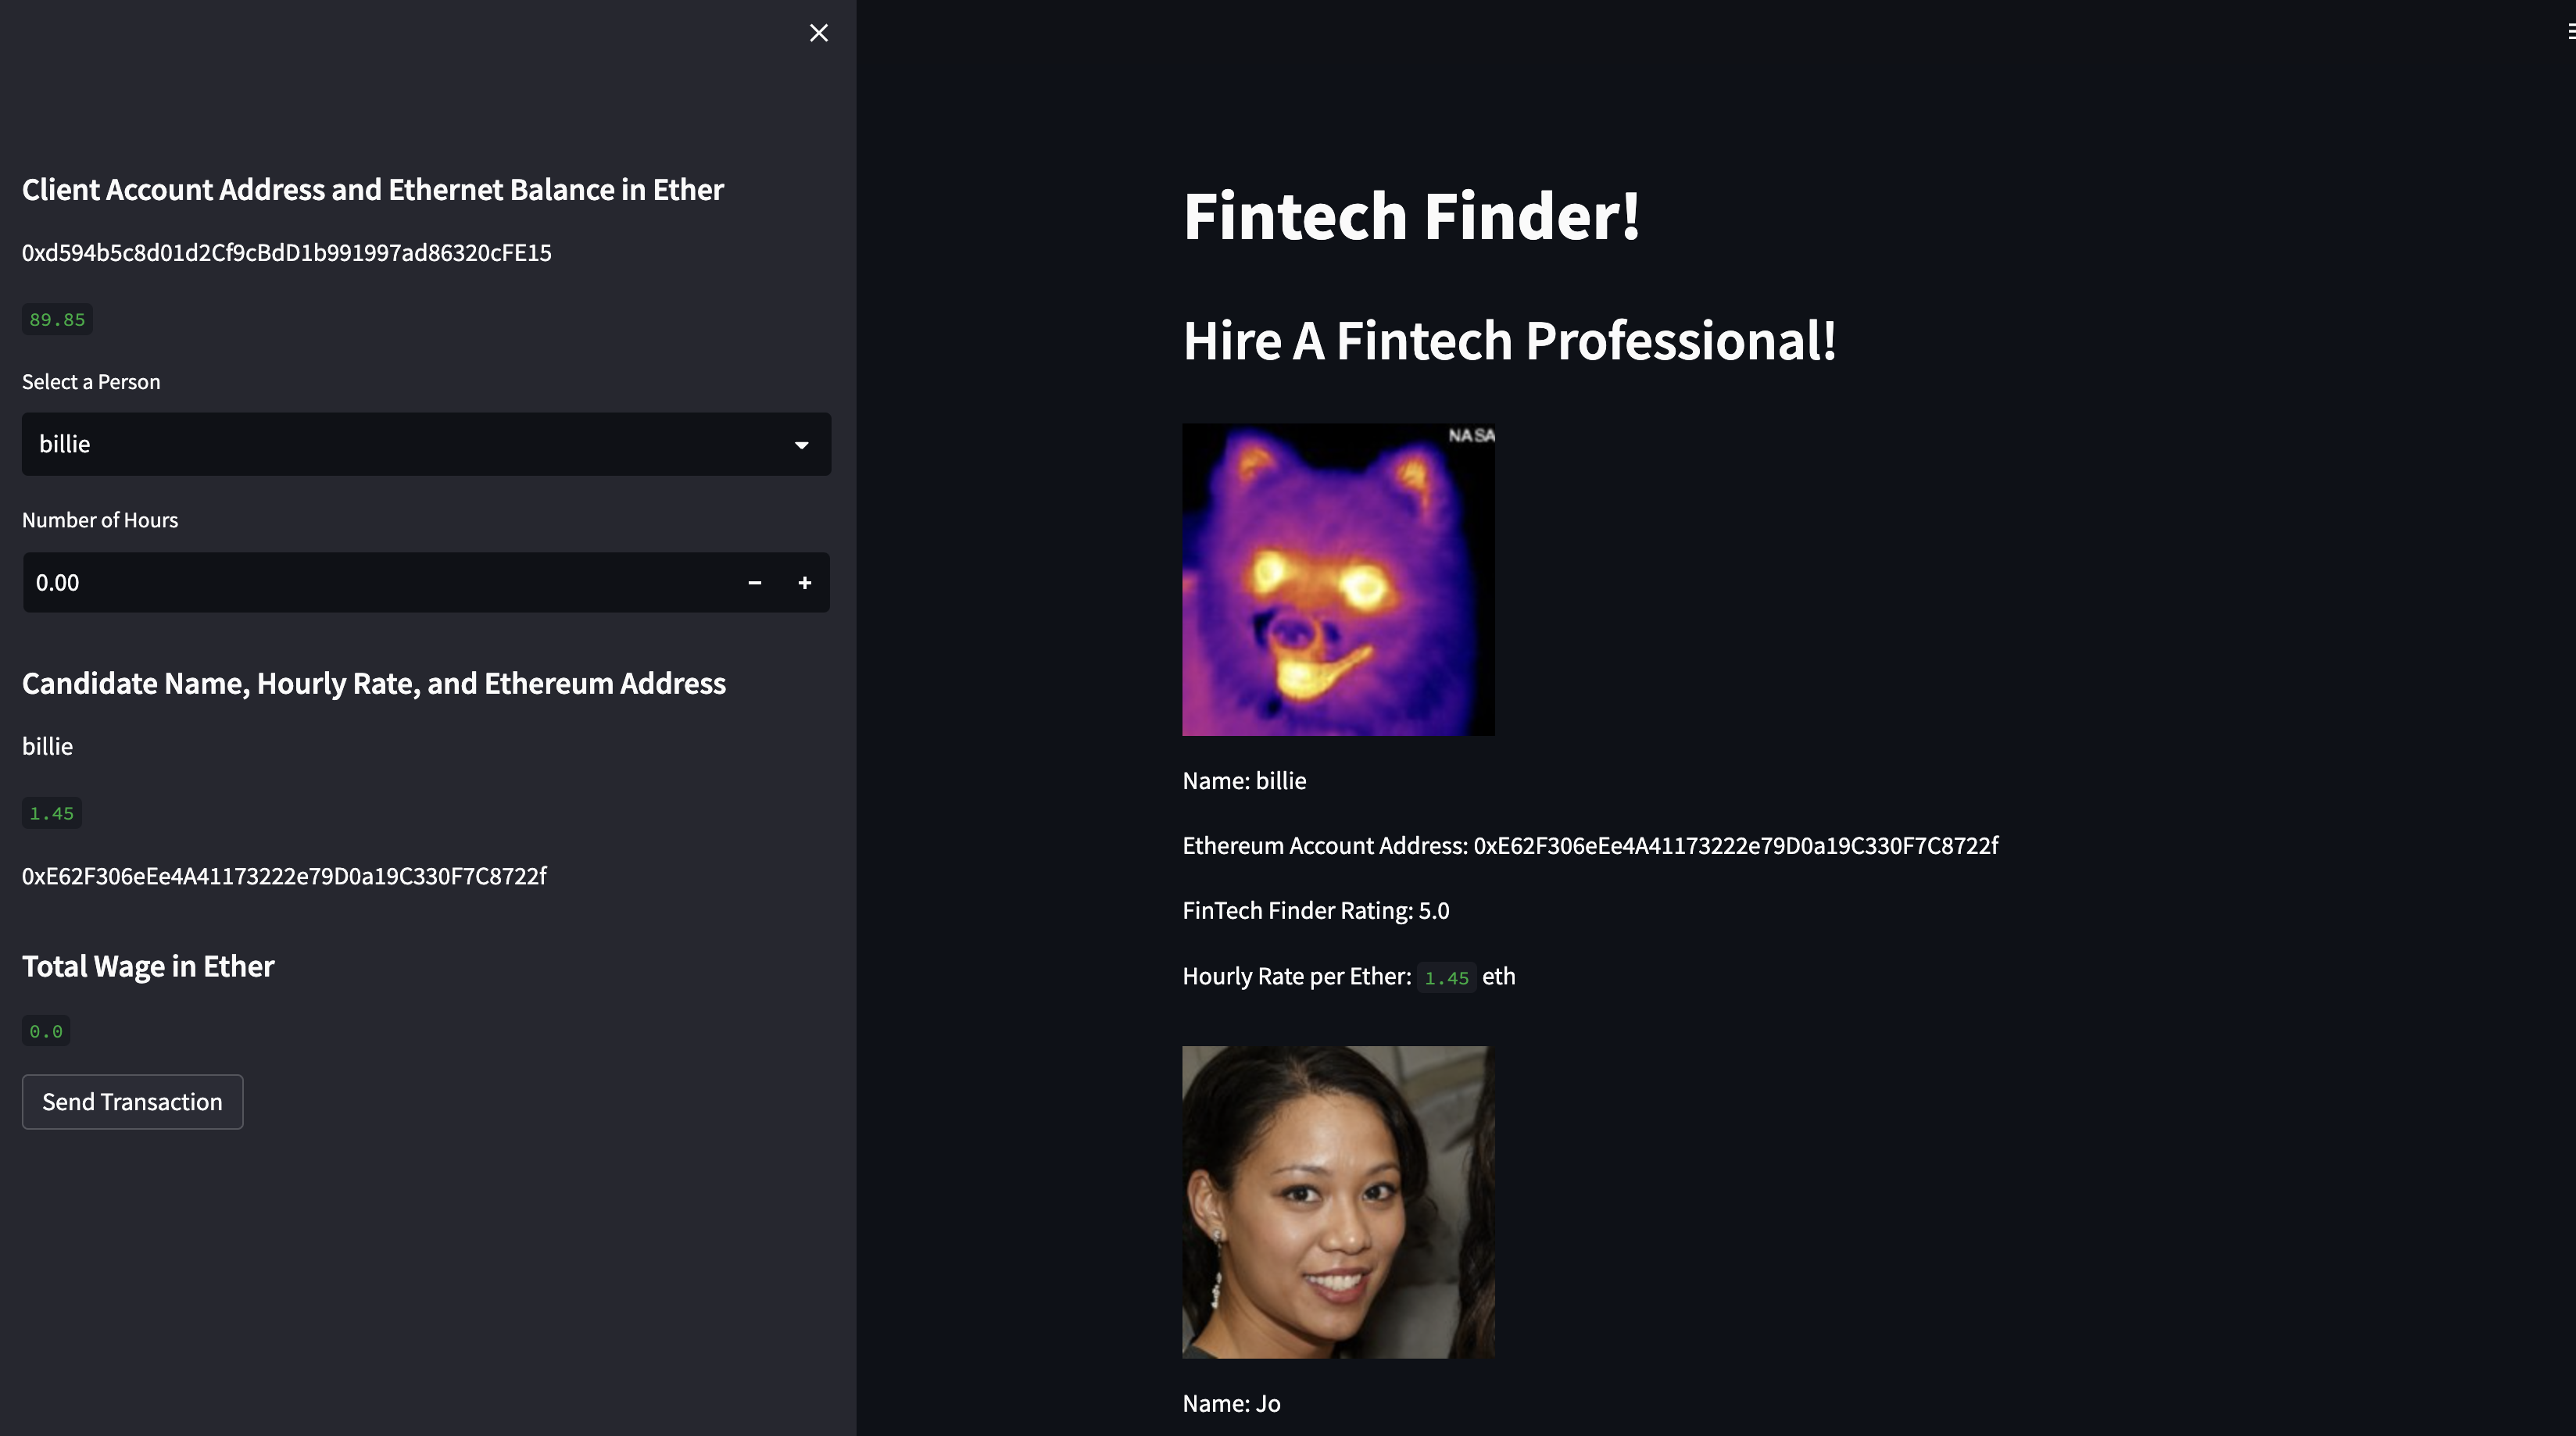 Client Account Address and Ethernet Balance in Ether
0xd594b5c8d01d2Cf9cBdD1b991997ad86320cFE15
89.85
Select a Person
billie
Number of Hours
0.00
Candidate Name, Hourly Rate, and Ethereum Address
billie
1.45
0xE62F306eEe4A41173222e79D0a19C330F7C8722f
Total Wage in Ether
0.0
Send Transaction
Fintech Finder!
Hire A Fintech Professional!
NASA
Name: billie
Ethereum Account Address: 0xE62F306eEe4A41173222e79D0a19C330F7C8722f
FinTech Finder Rating: 5.0
Hourly Rate per Ether: 1.45 eth
Name: Jo